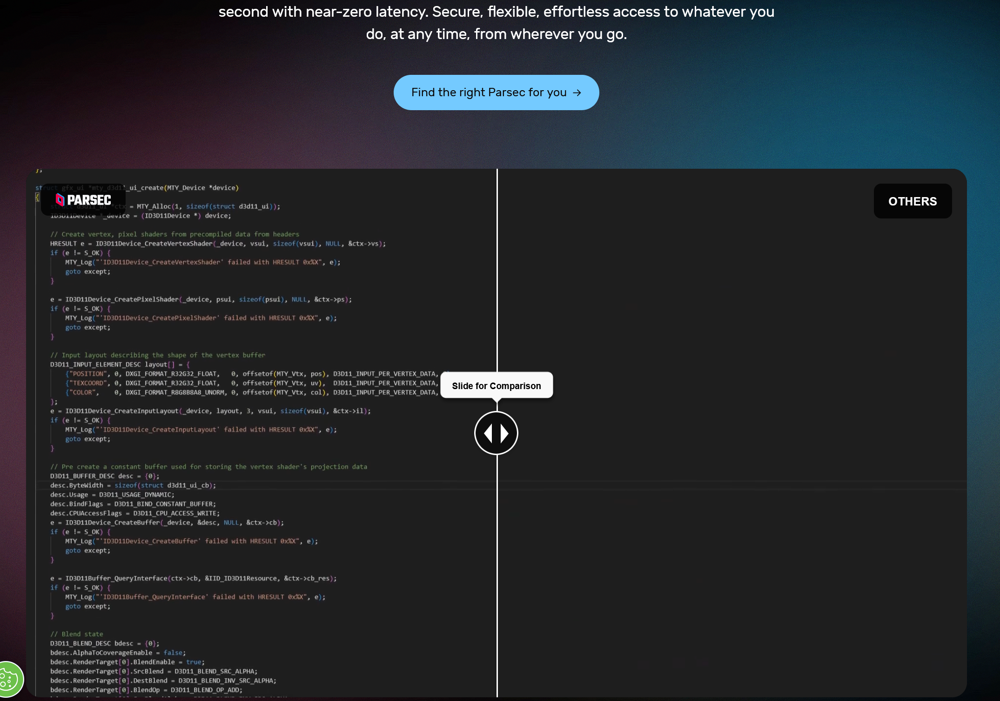 second with near-zero latency. Secure, flexible, effortless access to whatever you
do, at any time, from wherever you go.
Find the right Parsec for you →
};
struct gfx_ui *mty_d3d11_ui_create(MTY_Device *device)
{
PARSEC
OTHERS
struct d3d11_ui *ctx = MTY_Alloc(1, sizeof(struct d3d11_ui));
ID3D11Device *_device = (ID3D11Device *) device;
// Create vertex, pixel shaders from precompiled data from headers
HRESULT e = ID3D11Device_CreateVertexShader(_device, vsui, sizeof(vsui), NULL, &ctx->vs);
if (e != S_OK) {
MTY_Log("'ID3D11Device_CreateVertexShader' failed with HRESULT 0x%X", e);
goto except;
}
e = ID3D11Device_CreatePixelShader(_device, psui, sizeof(psui), NULL, &ctx->ps);
if (e != S_OK) {
MTY_Log("'ID3D11Device_CreatePixelShader' failed with HRESULT 0x%X", e);
goto except;
}
// Input layout describing the shape of the vertex buffer
D3D11_INPUT_ELEMENT_DESC layout[] = {
{"POSITION", 0, DXGI_FORMAT_R32G32_FLOAT,   0, offsetof(MTY_Vtx, pos), D3D11_INPUT_PER_VERTEX_DATA,
{"TEXCOORD", 0, DXGI_FORMAT_R32G32_FLOAT,   0, offsetof(MTY_Vtx, uv),  D3D11_INPUT_PER_VERTEX_DATA,
Slide for Comparison
{"COLOR",    0, DXGI_FORMAT_R8G8B8A8_UNORM, 0, offsetof(MTY_Vtx, col), D3D11_INPUT_PER_VERTEX_DATA,
};
e = ID3D11Device_CreateInputLayout(_device, layout, 3, vsui, sizeof(vsui), &ctx->il);
if (e != S_OK) {
MTY_Log("'ID3D11Device_CreateInputLayout' failed with HRESULT 0x%X", e);
goto except;
}
// Pre create a constant buffer used for storing the vertex shader's projection data
D3D11_BUFFER_DESC desc = {0};
desc.ByteWidth = sizeof(struct d3d11_ui_cb);
desc.Usage = D3D11_USAGE_DYNAMIC;
desc.BindFlags = D3D11_BIND_CONSTANT_BUFFER;
desc.CPUAccessFlags = D3D11_CPU_ACCESS_WRITE;
e = ID3D11Device_CreateBuffer(_device, &desc, NULL, &ctx->cb);
if (e != S_OK) {
MTY_Log("'ID3D11Device_CreateBuffer' failed with HRESULT 0x%X", e);
goto except;
}
e = ID3D11Buffer_QueryInterface(ctx->cb, &IID_ID3D11Resource, &ctx->cb_res);
if (e != S_OK) {
MTY_Log("'ID3D11Buffer_QueryInterface' failed with HRESULT 0x%X", e);
goto except;
}
// Blend state
D3D11_BLEND_DESC bdesc = {0};
bdesc.AlphaToCoverageEnable = false;
bdesc.RenderTarget[0].BlendEnable = true;
bdesc.RenderTarget[0].SrcBlend = D3D11_BLEND_SRC_ALPHA;
bdesc.RenderTarget[0].DestBlend = D3D11_BLEND_INV_SRC_ALPHA;
bdesc.RenderTarget[0].BlendOp = D3D11_BLEND_OP_ADD;